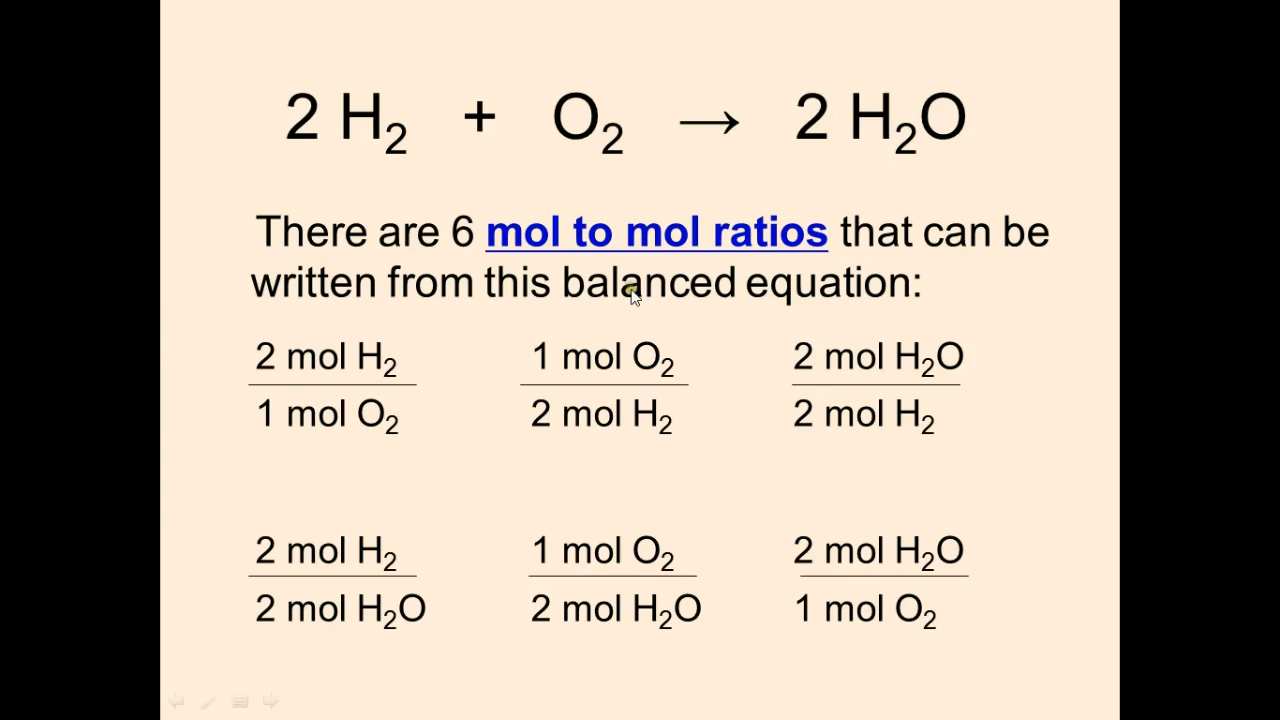 2 H₂ + O₂ → 2 H₂O
There are 6 mol to mol ratios that can be
written from this balanced equation:
2 mol H₂ 1 mol O₂ 2 mol H₂O
1 mol O₂ 2 mol H₂ 2 mol H₂
2 mol H₂ 1 mol O₂ 2 mol H₂O
2 mol H₂O 2 mol H₂O 1 mol O₂